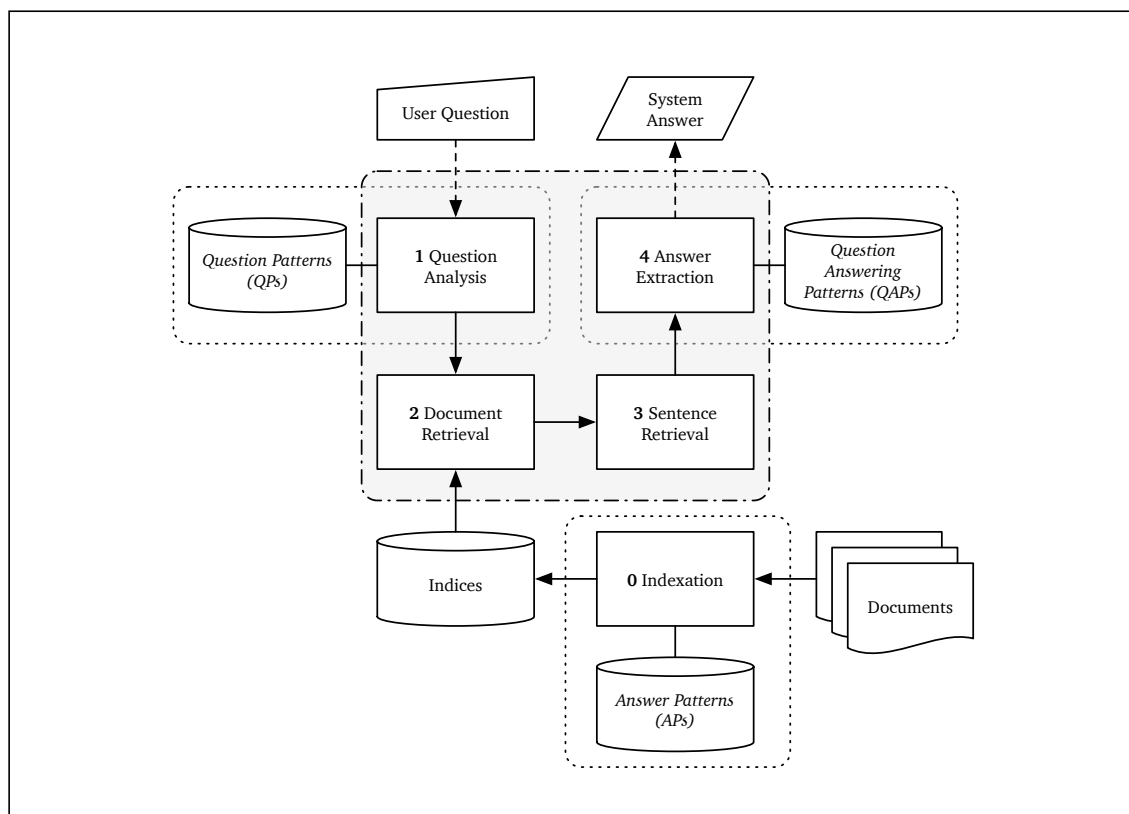 User Question
System
Answer
Question Patterns
(QPs)
1 Question
Analysis
4 Answer
Extraction
Question
Answering
Patterns (QAPs)
2 Document
Retrieval
3 Sentence
Retrieval
Indices
0 Indexation
Documents
Answer Patterns
(APs)